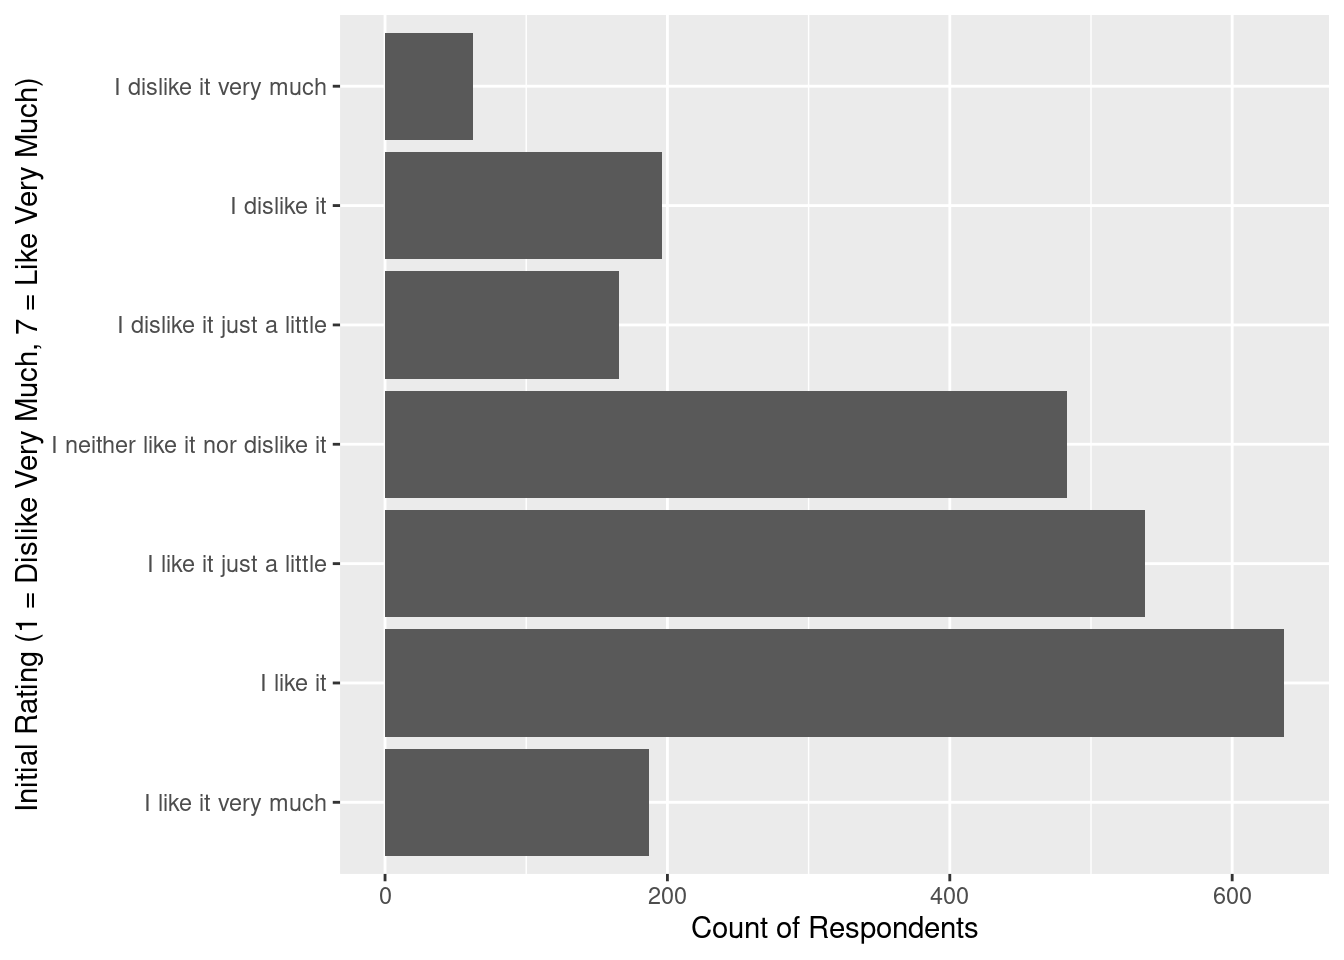 Initial Rating (1 = Dislike Very Much, 7 = Like Very Much)
I dislike it very much
I dislike it
I dislike it just a little
I neither like it nor dislike it
I like it just a little
I like it
I like it very much
0 200 400 600
Count of Respondents